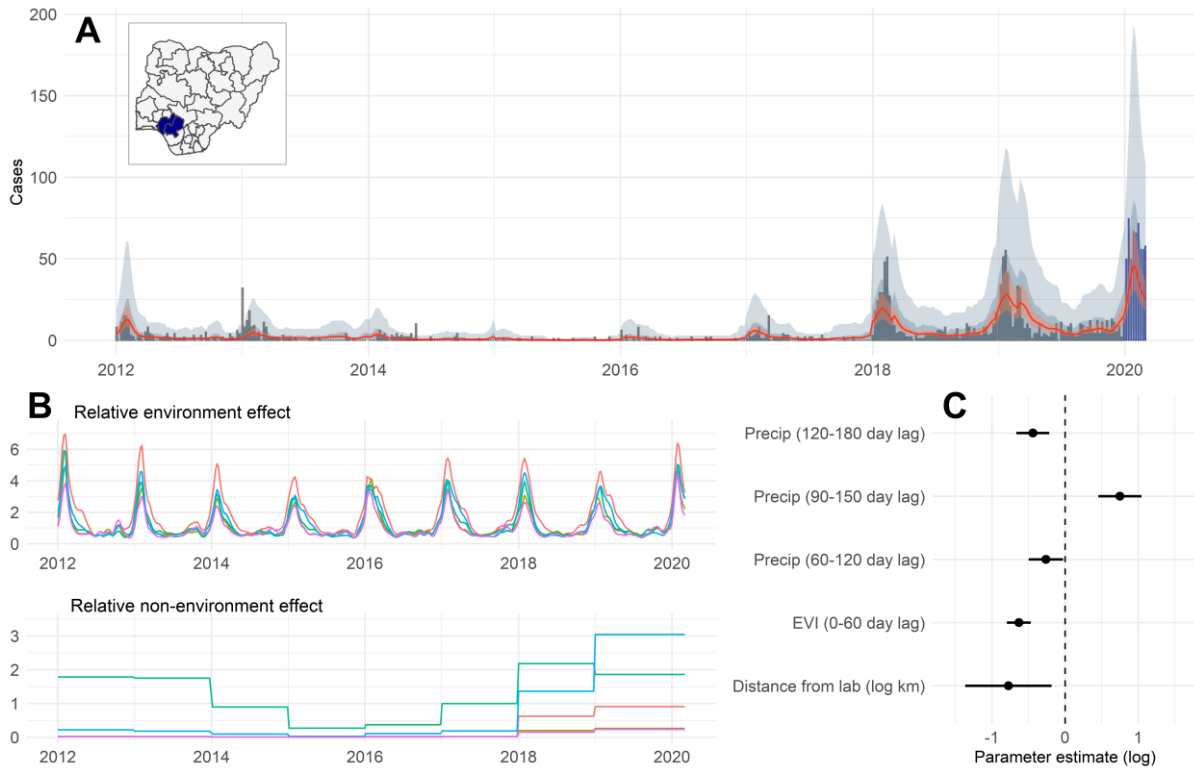 A
200
150
100
50
0
Cases
2012
2014
2016
2018
2020
B
Relative environment effect
6
4
2
0
2012
2014
2016
2018
2020
Relative non-environment effect
3
2
1
0
2012
2014
2016
2018
2020
C
Precip (120-180 day lag)
Precip (90-150 day lag)
Precip (60-120 day lag)
EVI (0-60 day lag)
Distance from lab (log km)
-1
0
1
Parameter estimate (log)